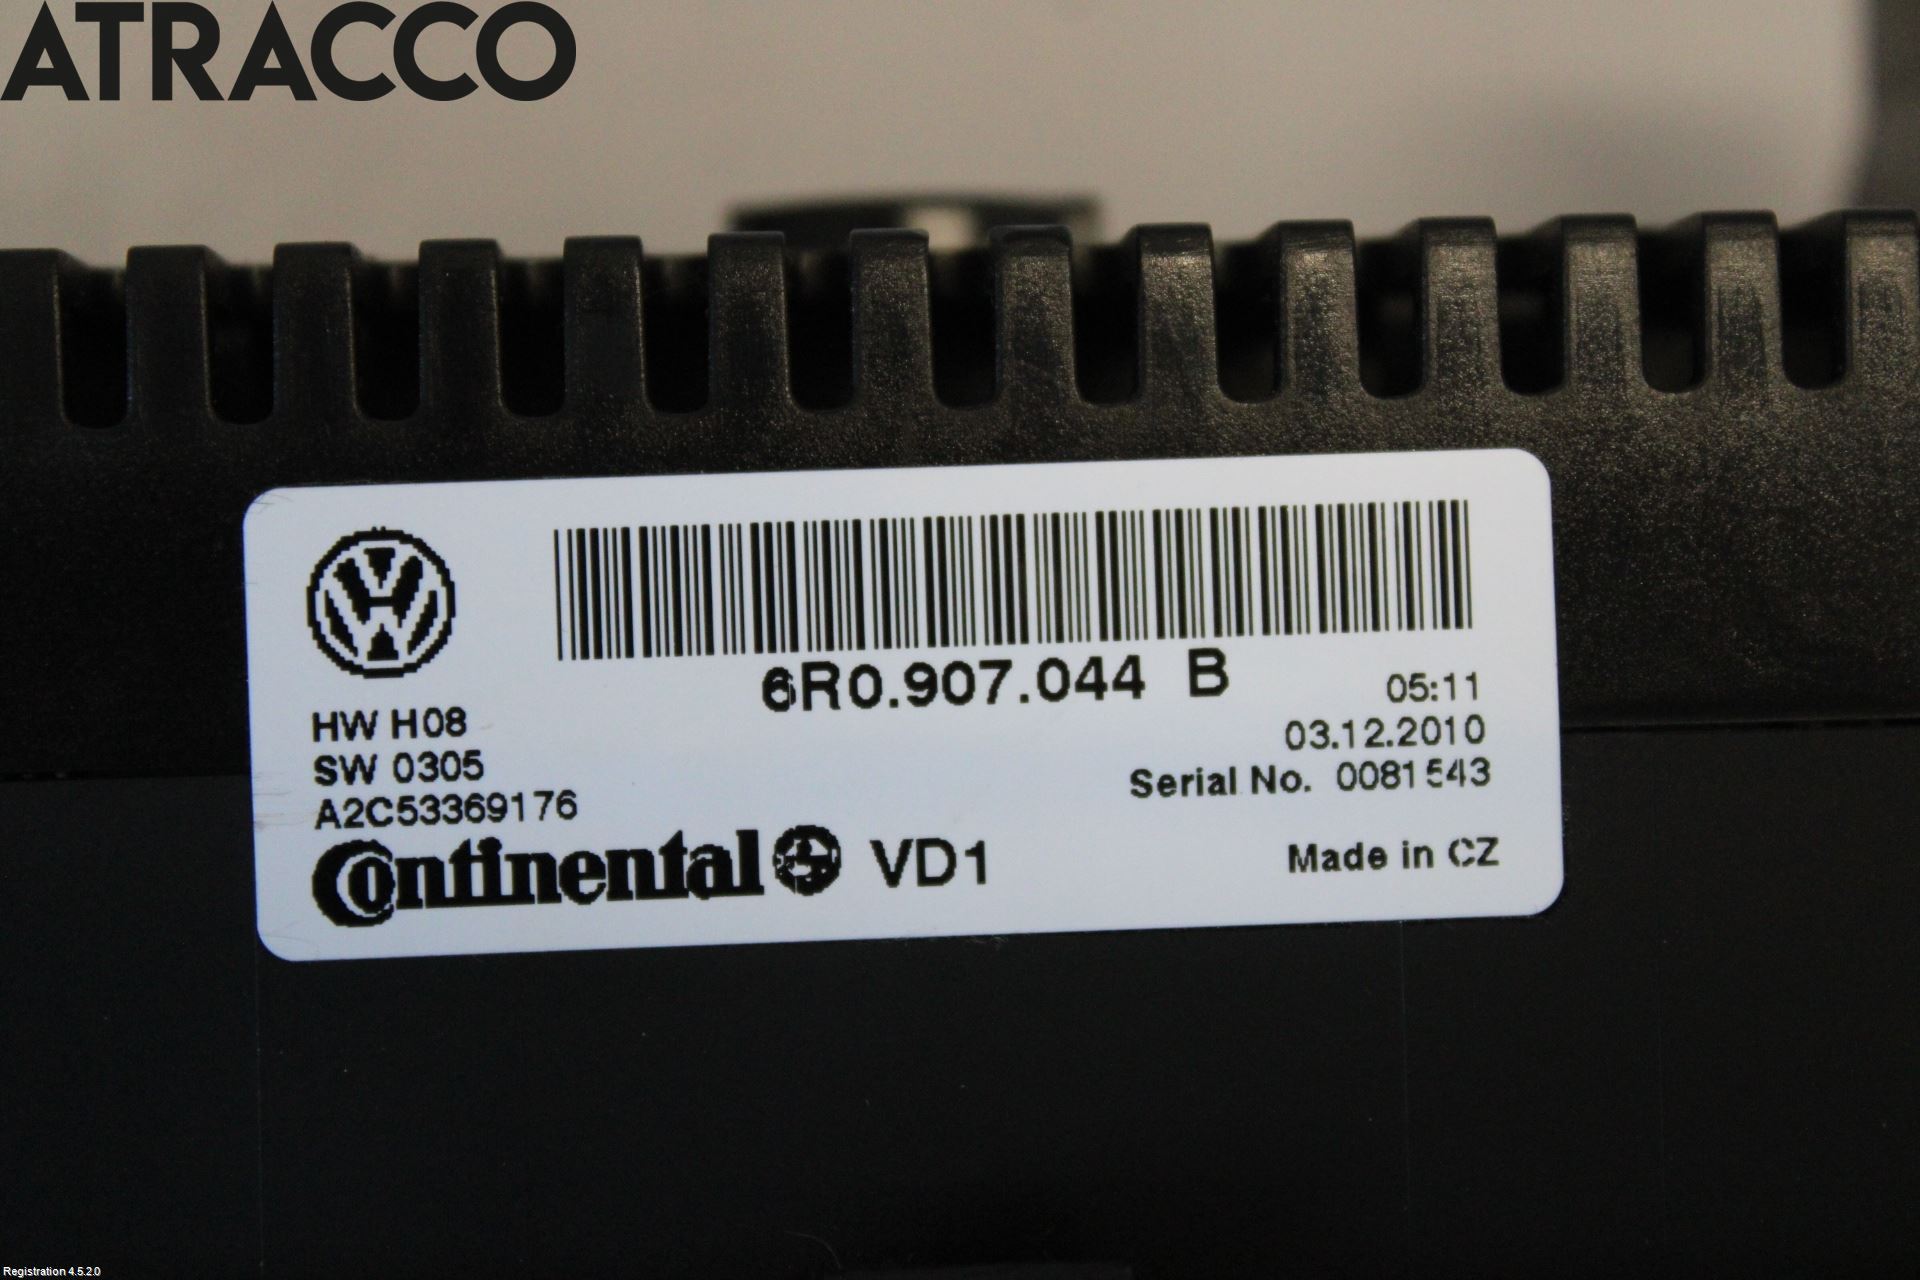 ATRACCO
6R0.907.044 B
HW H08
SW 0305
A2C53369176
05:11
03.12.2010
Serial No. 0081543
Continental VD1
Made in CZ
Registration 4.5.2.0